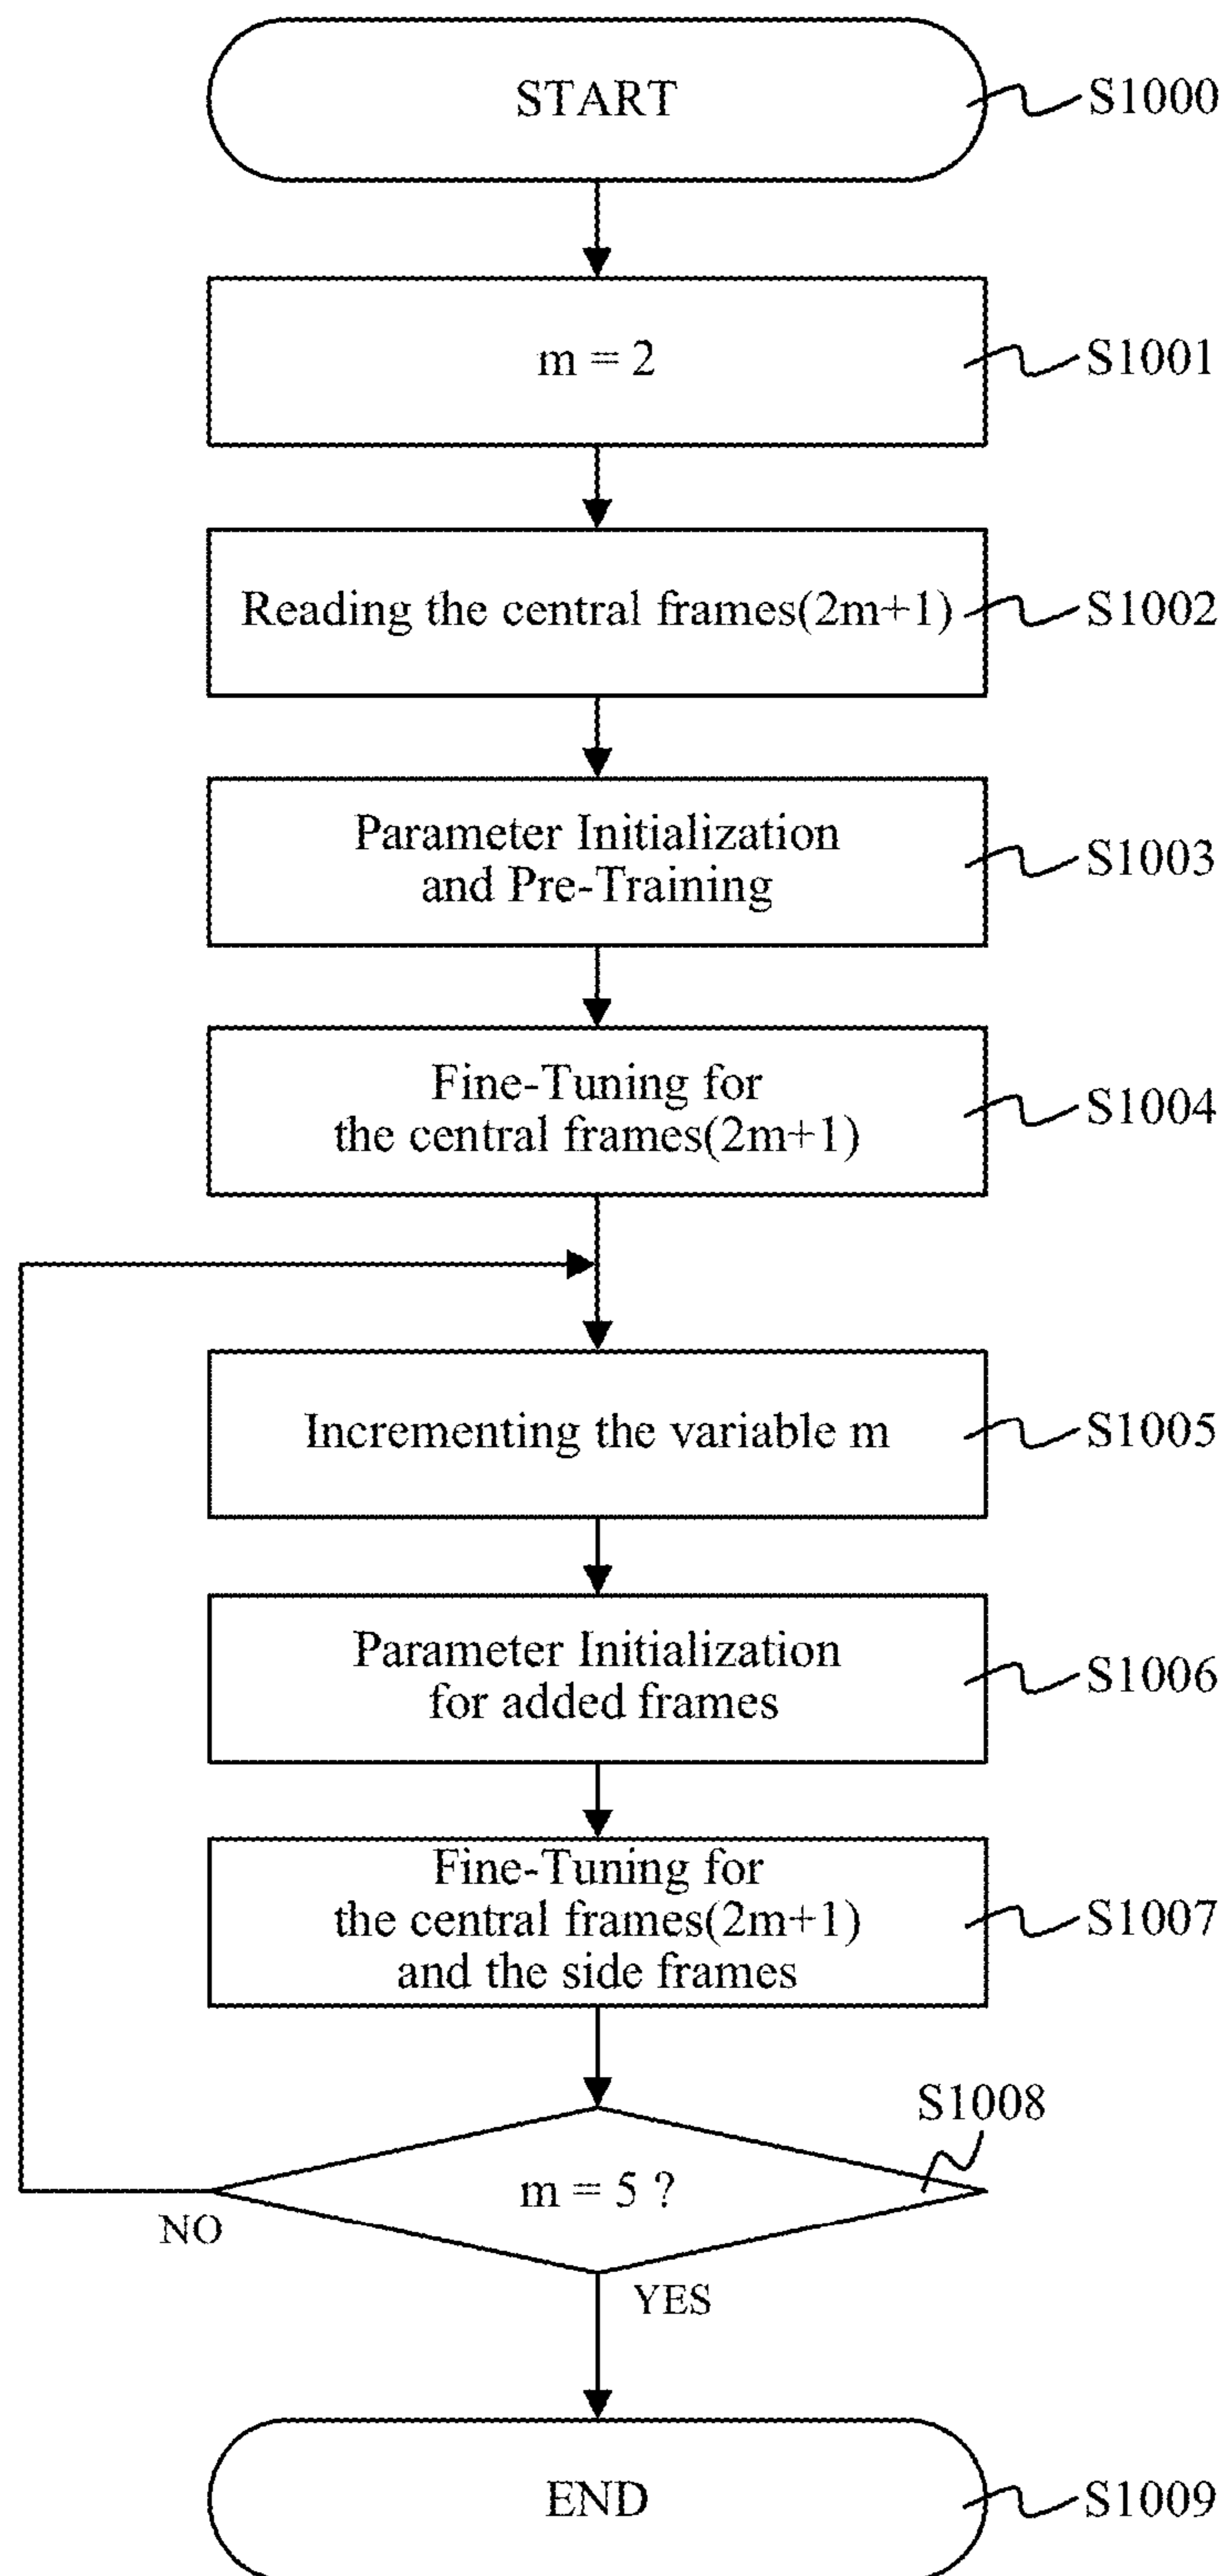 START
S1000
m = 2
S1001
Reading the central frames(2m+1)
S1002
Parameter Initialization
and Pre-Training
S1003
Fine-Tuning for
the central frames(2m+1)
S1004
Incrementing the variable m
S1005
Parameter Initialization
for added frames
S1006
Fine-Tuning for
the central frames(2m+1)
and the side frames
S1007
S1008
m = 5 ?
NO
YES
END
S1009